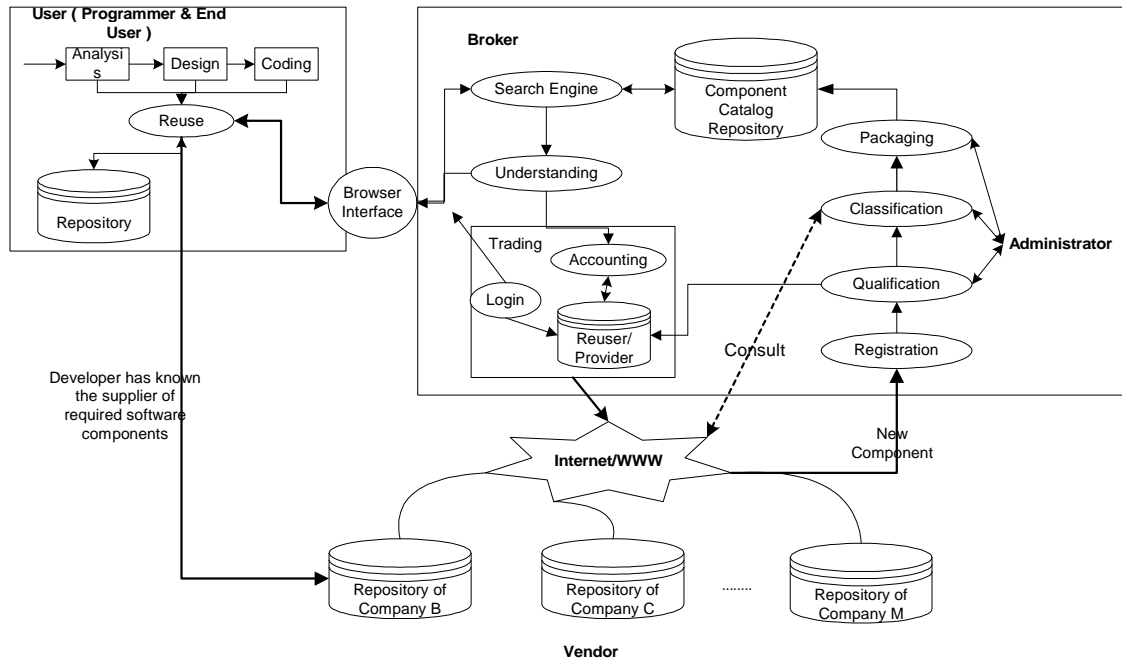 User ( Programmer & End
User )
Analysi
s
Design
Coding
Reuse
Repository
Browser
Interface
Broker
Search Engine
Component
Catalog
Repository
Understanding
Packaging
Classification
Administrator
Trading
Accounting
Login
Reuser/
Provider
Qualification
Consult
Registration
Developer has known
the supplier of
required software
components
Internet/WWW
New
Component
Repository of
Company B
Repository of
Company C
........
Repository of
Company M
Vendor